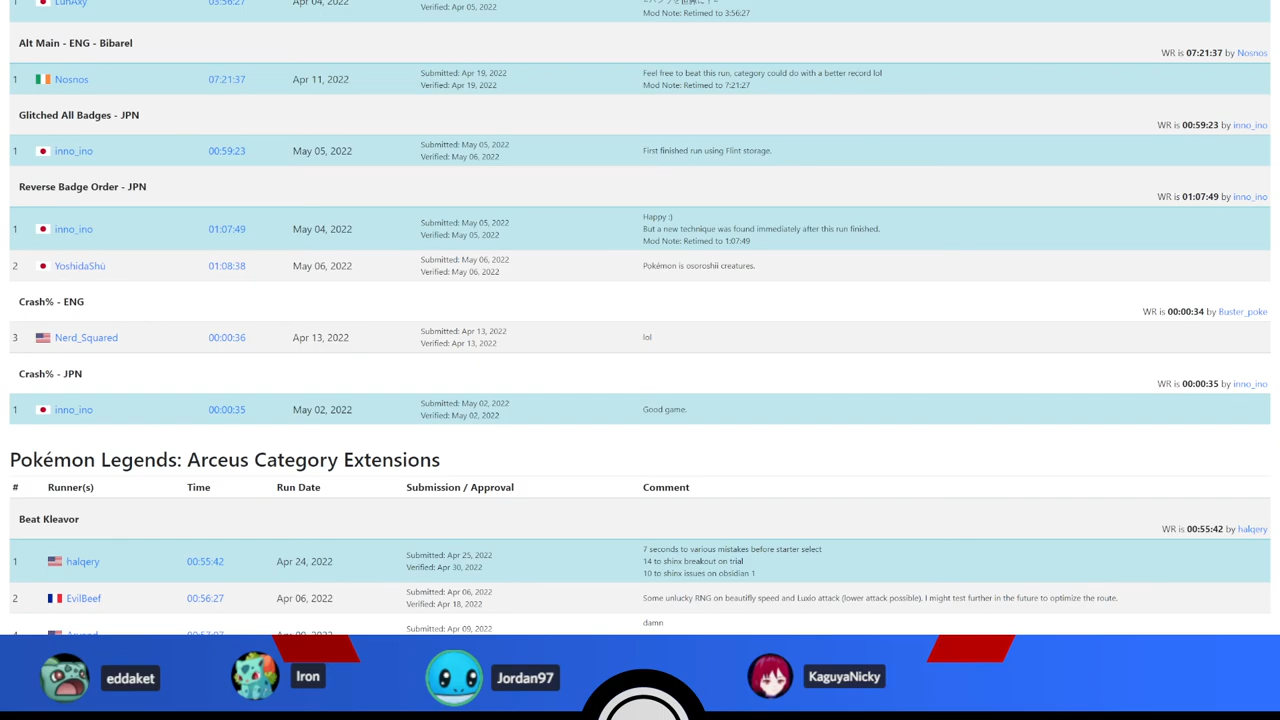 1 LunAxy 03:56:27 Apr 04, 2022 Verified: Apr 05, 2022
Mod Note: Retimed to 3:56:27
Alt Main - ENG - Bibarel
WR is 07:21:37 by Nosnos
1 Nosnos 07:21:37 Apr 11, 2022 Submitted: Apr 19, 2022 Feel free to beat this run, category could do with a better record lol
Verified: Apr 19, 2022 Mod Note: Retimed to 7:21:27
Glitched All Badges - JPN
WR is 00:59:23 by inno_ino
1 inno_ino 00:59:23 May 05, 2022 Submitted: May 05, 2022 First finished run using Flint storage.
Verified: May 06, 2022
Reverse Badge Order - JPN
WR is 01:07:49 by inno_ino
Happy :)
1 inno_ino 01:07:49 May 04, 2022 Submitted: May 05, 2022 But a new technique was found immediately after this run finished.
Verified: May 05, 2022 Mod Note: Retimed to 1:07:49
2 YoshidaShū 01:08:38 May 06, 2022 Submitted: May 06, 2022 Pokémon is osoroshii creatures.
Verified: May 06, 2022
Crash% - ENG
WR is 00:00:34 by Buster_poke
3 Nerd_Squared 00:00:36 Apr 13, 2022 Submitted: Apr 13, 2022 lol
Verified: Apr 13, 2022
Crash% - JPN
WR is 00:00:35 by inno_ino
1 inno_ino 00:00:35 May 02, 2022 Submitted: May 02, 2022 Good game.
Verified: May 02, 2022
Pokémon Legends: Arceus Category Extensions
# Runner(s) Time Run Date Submission / Approval Comment
Beat Kleavor
WR is 00:55:42 by halqery
7 seconds to various mistakes before starter select
1 halqery 00:55:42 Apr 24, 2022 Submitted: Apr 25, 2022 14 to shinx breakout on trial
Verified: Apr 30, 2022 10 to shinx issues on obsidian 1
2 EvilBeef 00:56:27 Apr 06, 2022 Submitted: Apr 06, 2022 Some unlucky RNG on beautifly speed and Luxio attack (lower attack possible). I might test further in the future to optimize the route.
Verified: Apr 18, 2022
damn
Submitted: Apr 09, 2022
eddaket Iron Jordan97 KaguyaNicky